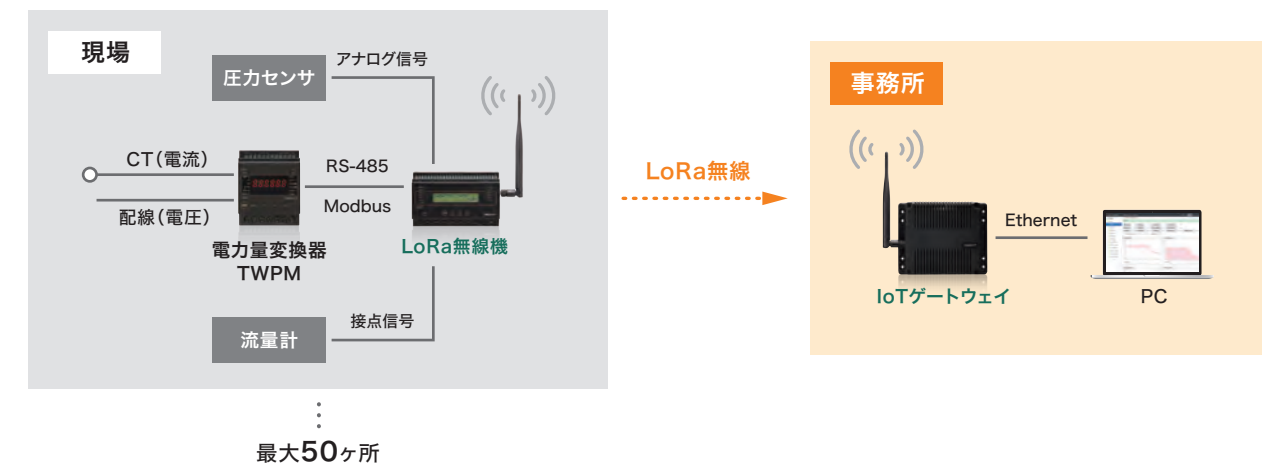 現場
圧力センサ
アナログ信号
CT(電流)
配線(電圧)
電力量変換器
TWPM
RS-485
Modbus
LoRa無線機
流量計
接点信号
最大50ヶ所
LoRa無線
事務所
IoTゲートウェイ
Ethernet
PC